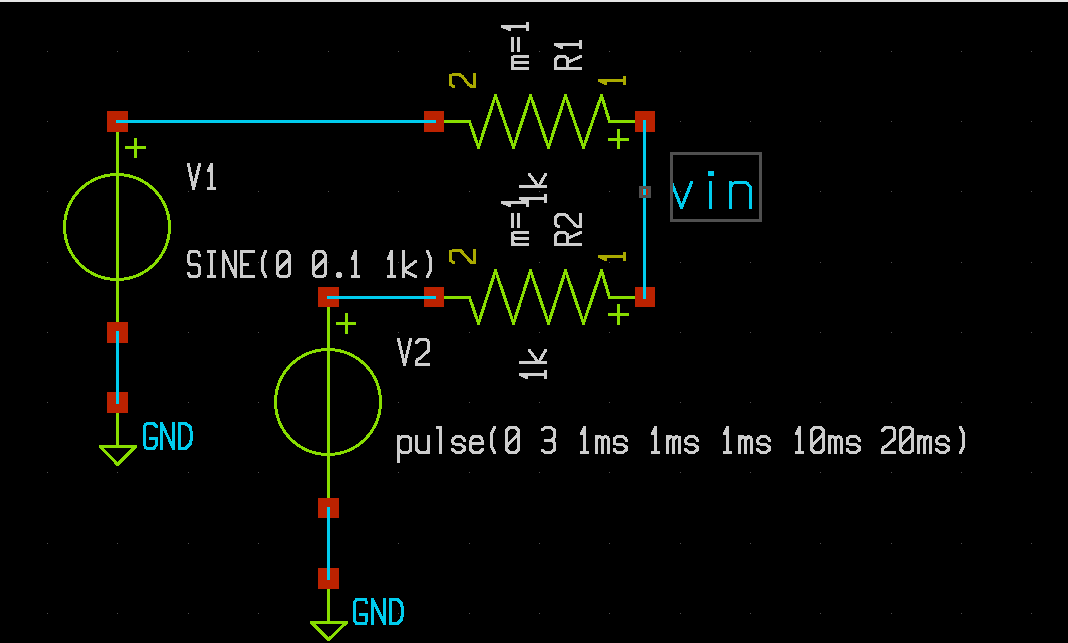 m=1
R1
2
1
+
+
V1
1k
vin
m=1
R2
SINE(0 0.1 1k)
2
1
+
+
V2
1k
GND
pulse(0 3 1ms 1ms 1ms 10ms 20ms)
GND